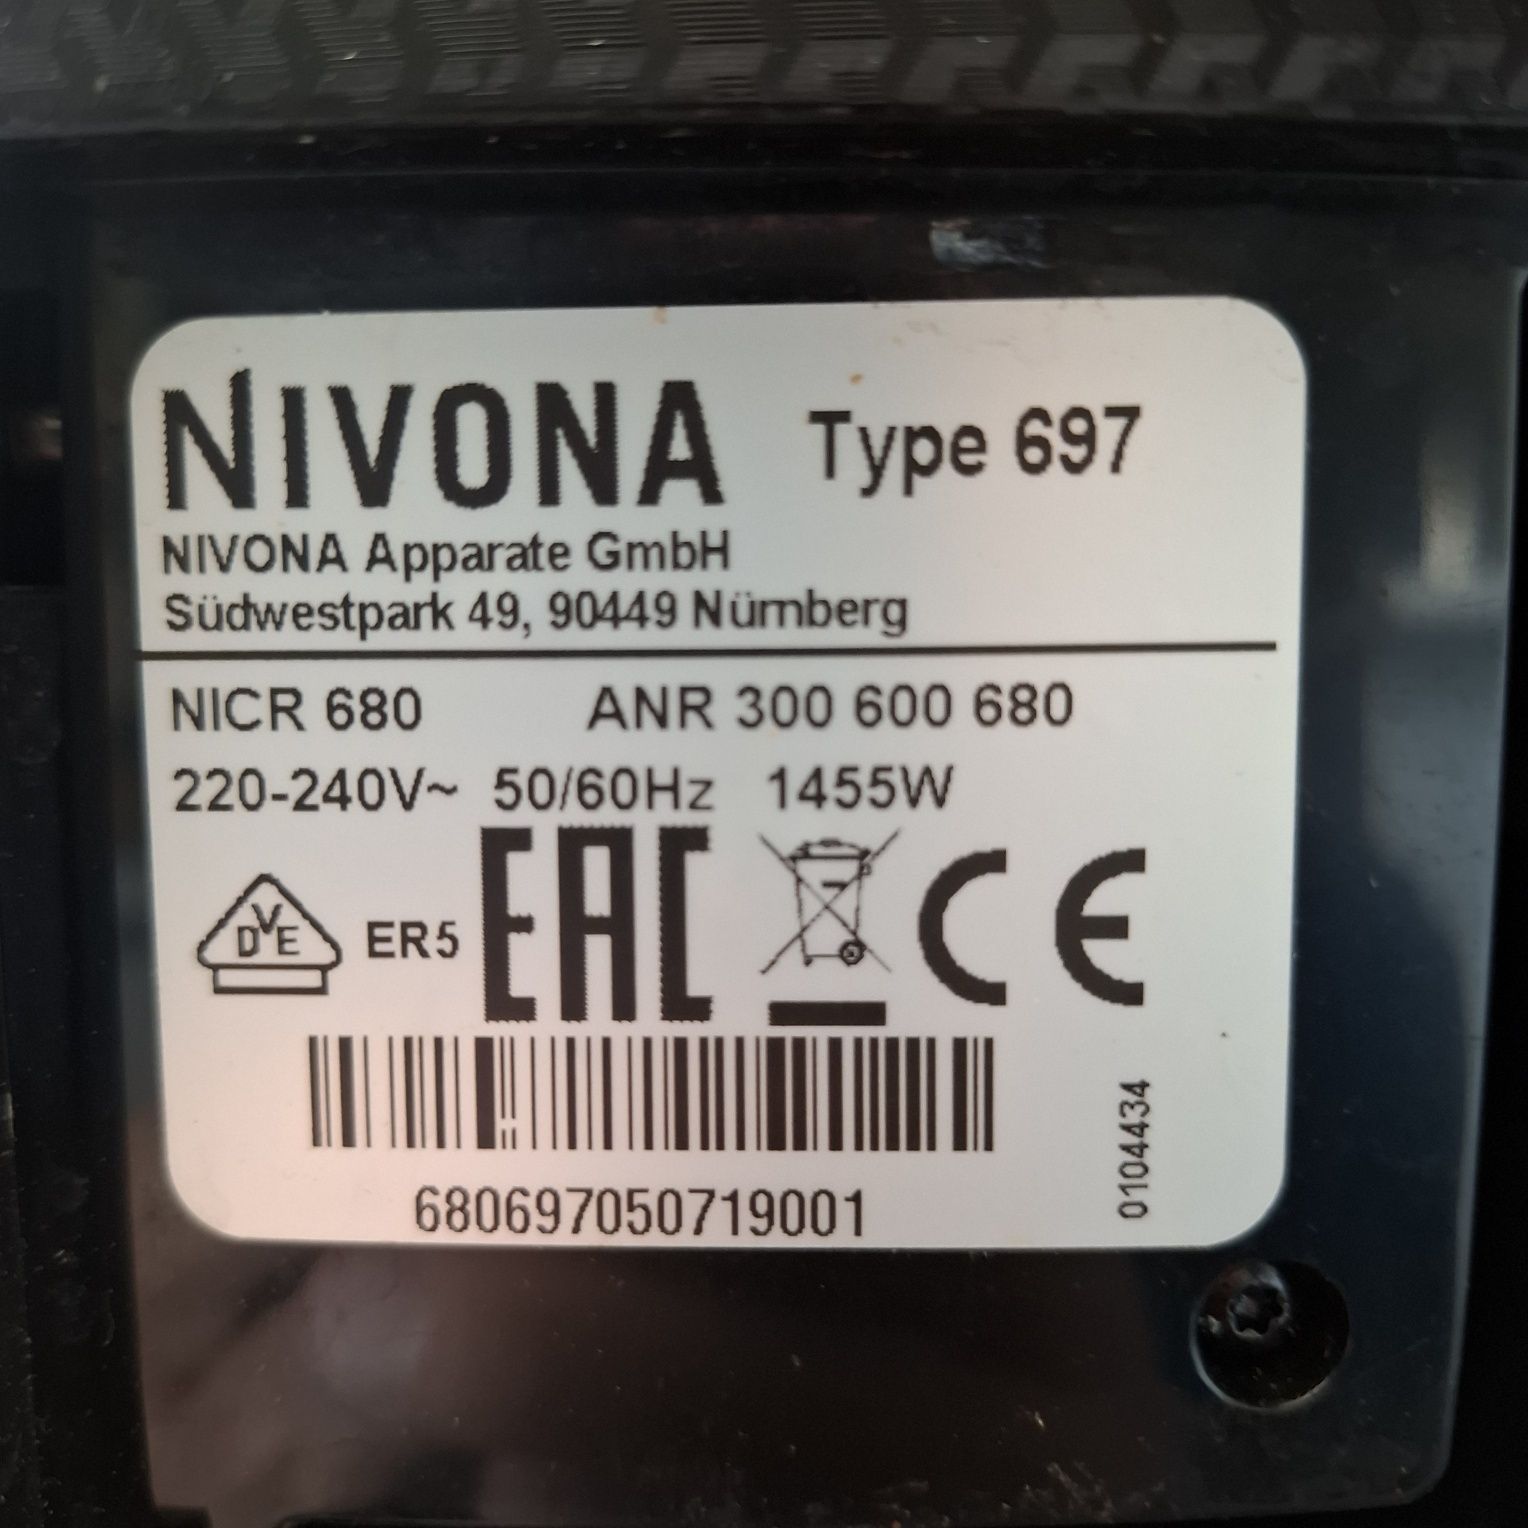 NIVONA Type 697
NIVONA Apparate GmbH
Südwestpark 49, 90449 Nürnberg
NICR 680 ANR 300 600 680
220-240V~ 50/60Hz 1455W
DVE ER5 EAC CE
680697050719001
0104434